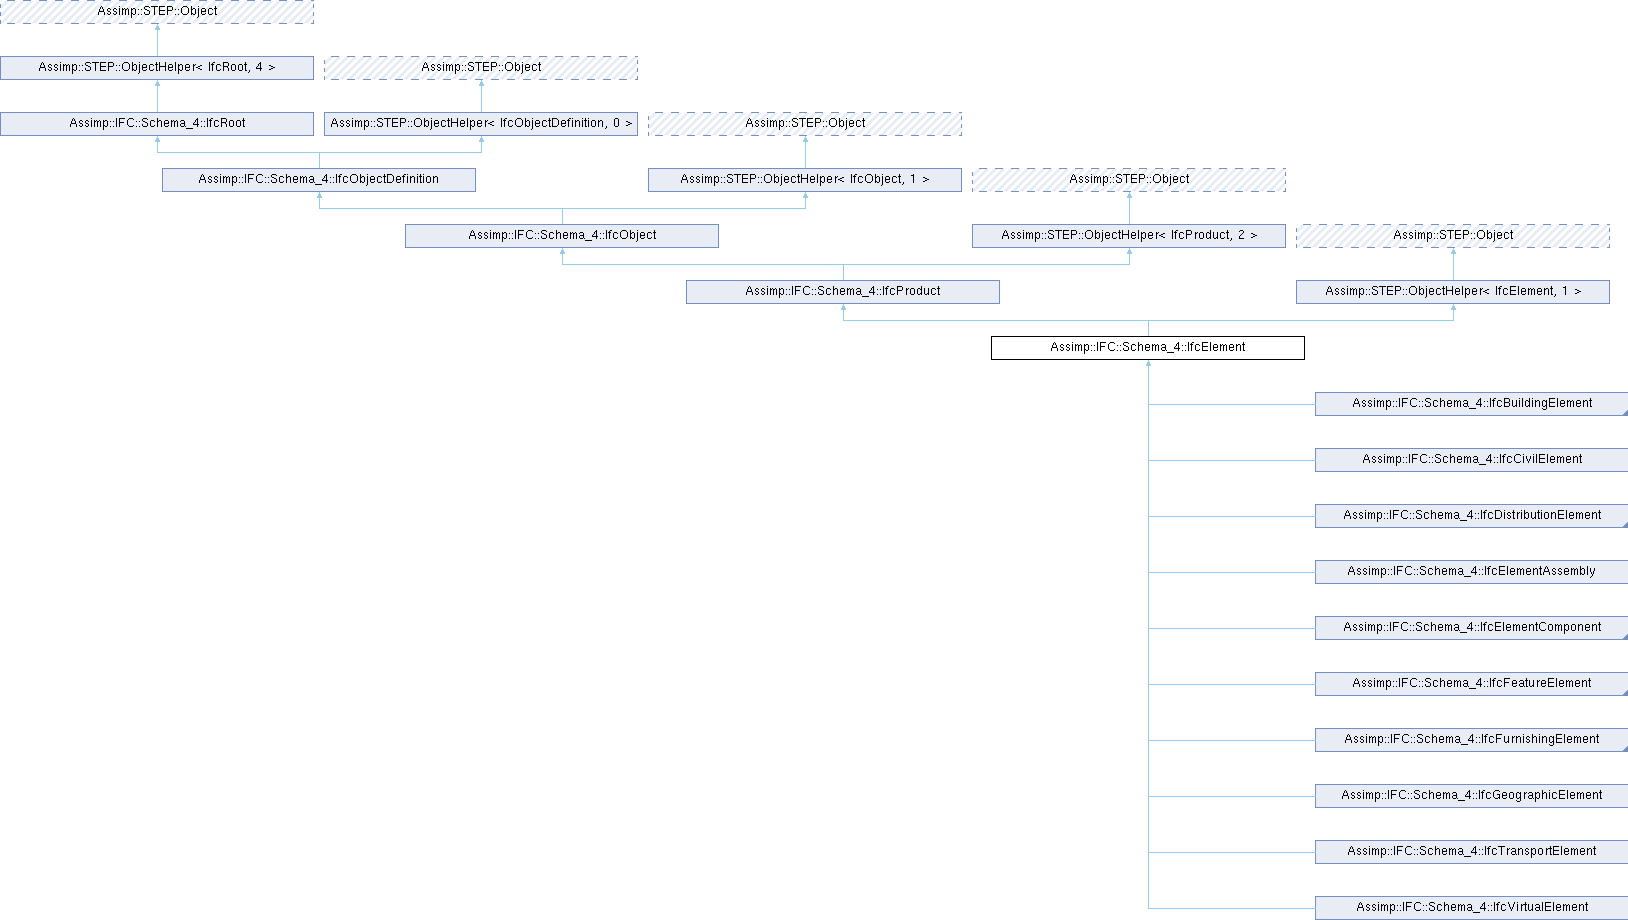 Assimp::STEP::Object
Assimp::STEP::ObjectHelper< IfcRoot, 4 >
Assimp::STEP::Object
Assimp::IFC::Schema_4::IfcRoot
Assimp::STEP::ObjectHelper< IfcObjectDefinition, 0 >
Assimp::STEP::Object
Assimp::IFC::Schema_4::IfcObjectDefinition
Assimp::STEP::ObjectHelper< IfcObject, 1 >
Assimp::STEP::Object
Assimp::IFC::Schema_4::IfcObject
Assimp::STEP::ObjectHelper< IfcProduct, 2 >
Assimp::STEP::Object
Assimp::IFC::Schema_4::IfcProduct
Assimp::STEP::ObjectHelper< IfcElement, 1 >
Assimp::IFC::Schema_4::IfcElement
Assimp::IFC::Schema_4::IfcBuildingElement
Assimp::IFC::Schema_4::IfcCivilElement
Assimp::IFC::Schema_4::IfcDistributionElement
Assimp::IFC::Schema_4::IfcElementAssembly
Assimp::IFC::Schema_4::IfcElementComponent
Assimp::IFC::Schema_4::IfcFeatureElement
Assimp::IFC::Schema_4::IfcFurnishingElement
Assimp::IFC::Schema_4::IfcGeographicElement
Assimp::IFC::Schema_4::IfcTransportElement
Assimp::IFC::Schema_4::IfcVirtualElement